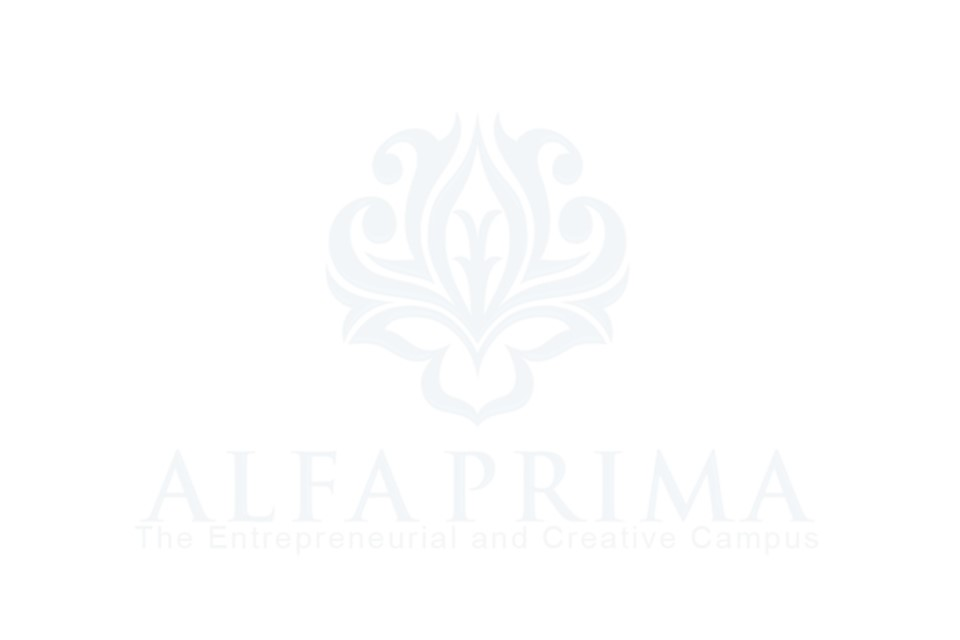 ALFA PRIMA
The Entrepreneurial and Creative Campus